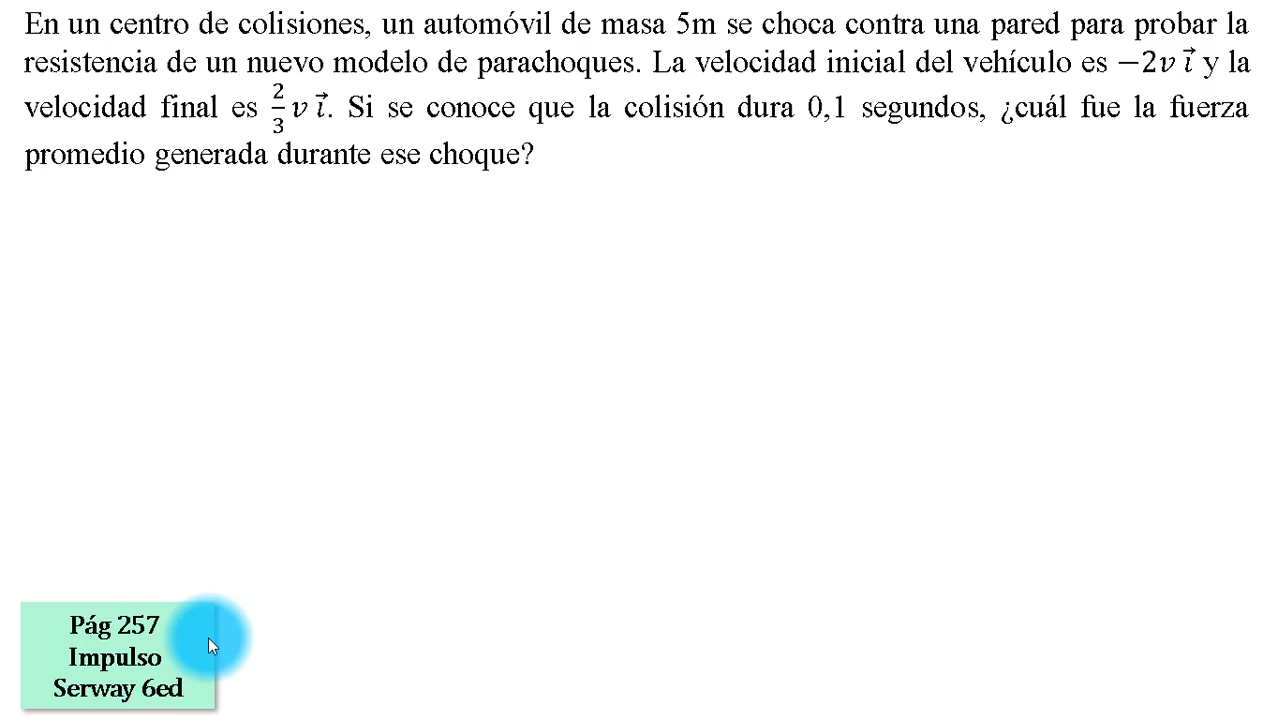 En un centro de colisiones, un automóvil de masa 5m se choca contra una pared para probar la
resistencia de un nuevo modelo de parachoques. La velocidad inicial del vehículo es −2v i⃗ y la
velocidad final es 2/3 v i⃗. Si se conoce que la colisión dura 0,1 segundos, ¿cuál fue la fuerza
promedio generada durante ese choque?
Pág 257
Impulso
Serway 6ed